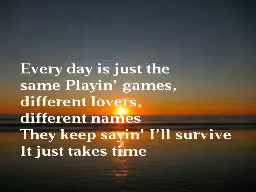 Every day is just the
same Playin' games,
different lovers,
different names
They keep sayin' I'll survive
It just takes time